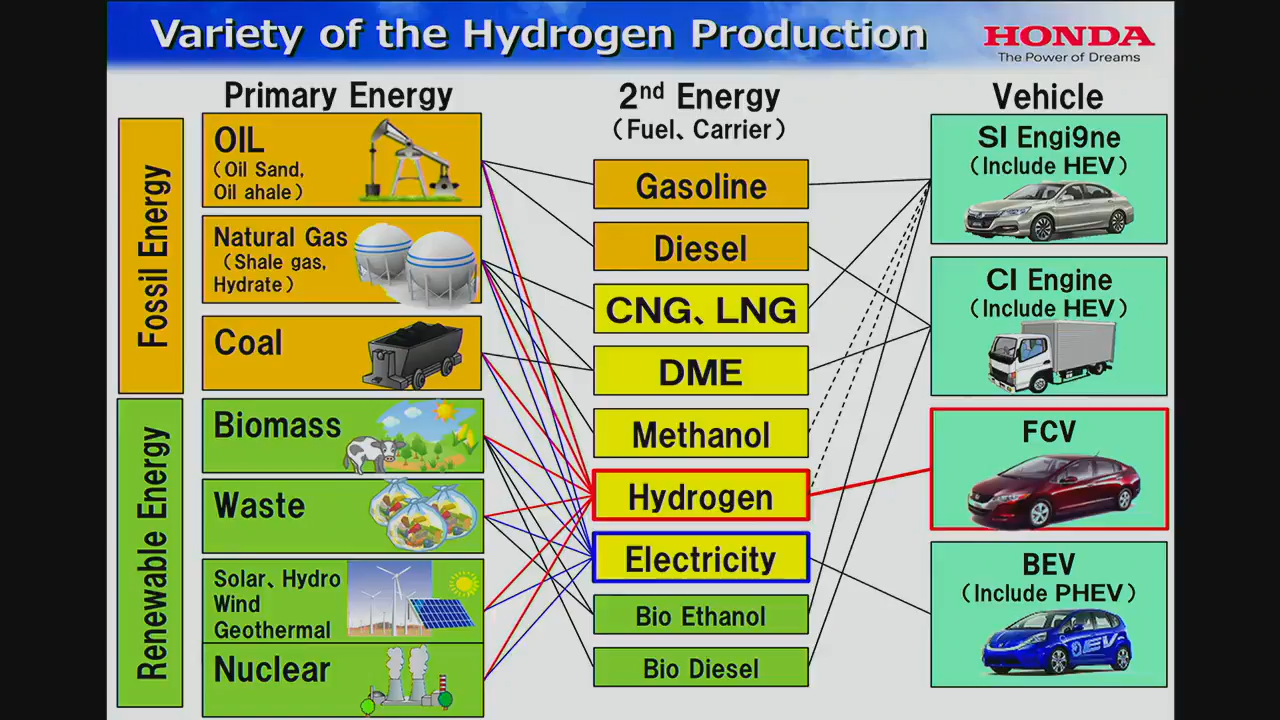 Variety of the Hydrogen Production
HONDA
The Power of Dreams
Primary Energy
2nd Energy
(Fuel、Carrier)
Vehicle
Fossil Energy
OIL
(Oil Sand,
Oil ahale)
Natural Gas
(Shale gas,
Hydrate)
Coal
Renewable Energy
Biomass
Waste
Solar、Hydro
Wind
Geothermal
Nuclear
Gasoline
Diesel
CNG、LNG
DME
Methanol
Hydrogen
Electricity
Bio Ethanol
Bio Diesel
SI Engi9ne
(Include HEV)
CI Engine
(Include HEV)
FCV
BEV
(Include PHEV)
EV